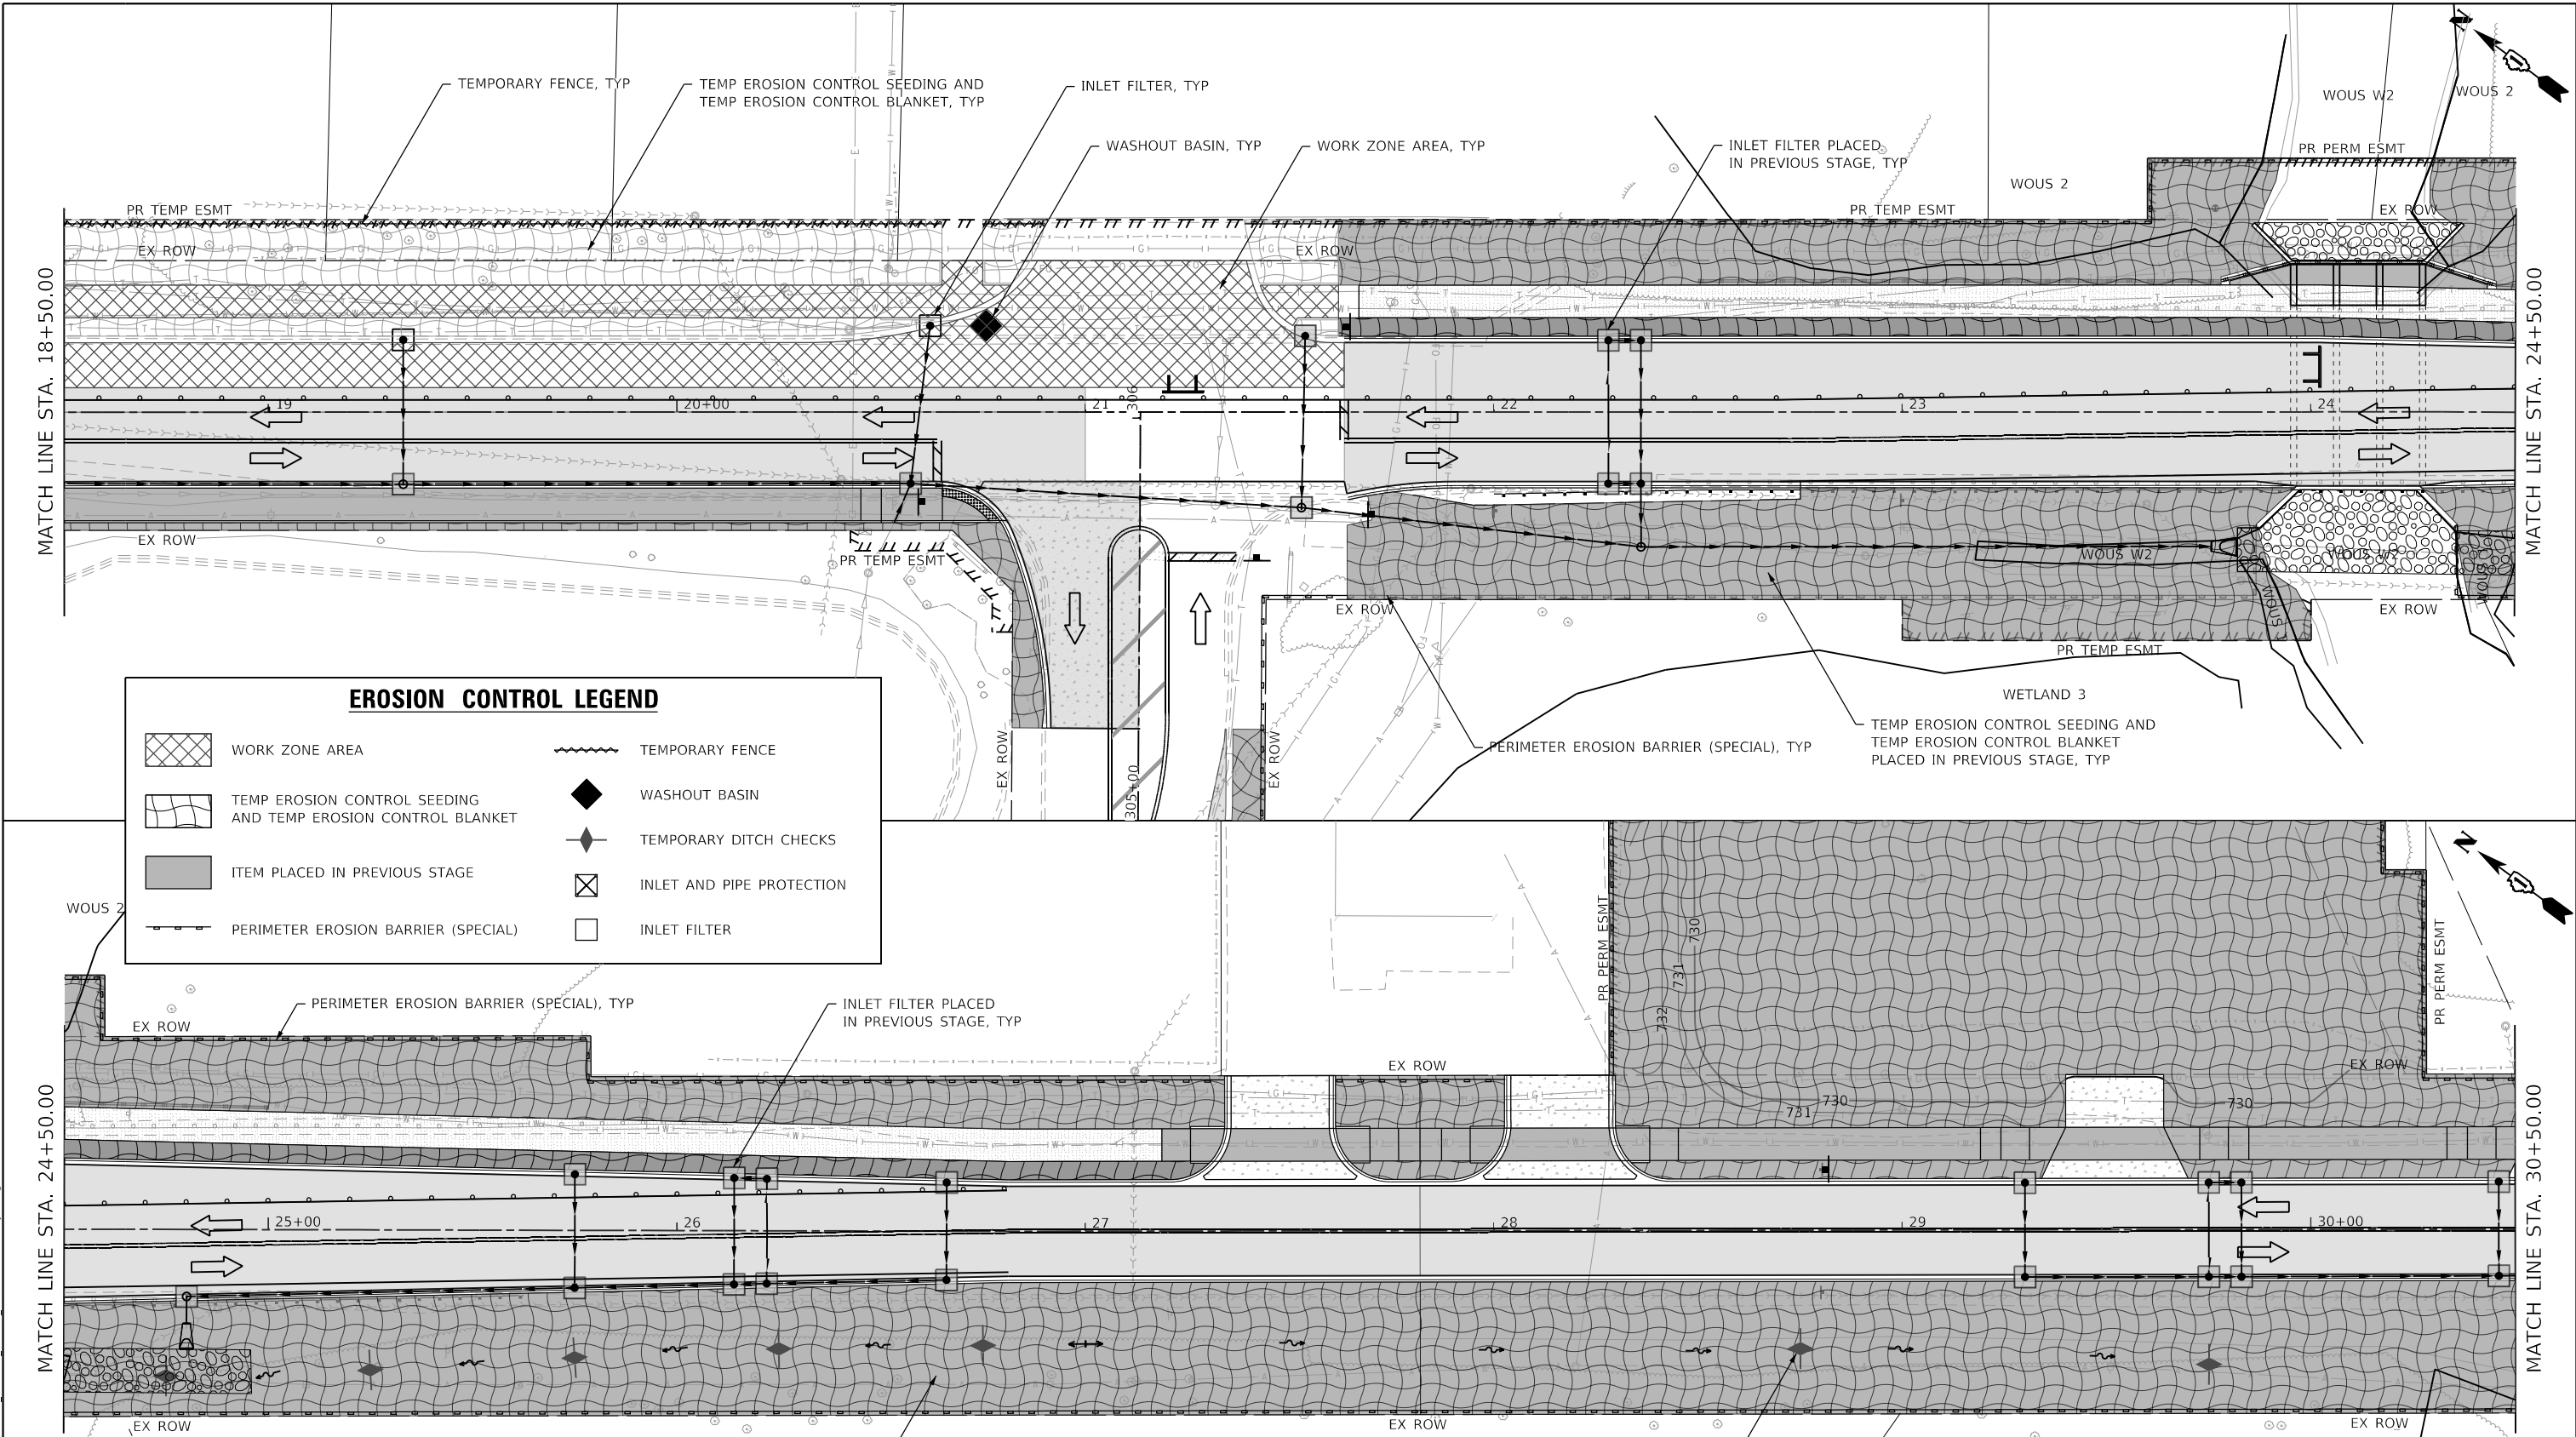 TEMPORARY FENCE, TYP
TEMP EROSION CONTROL SEEDING AND
TEMP EROSION CONTROL BLANKET, TYP
INLET FILTER, TYP
WASHOUT BASIN, TYP
WORK ZONE AREA, TYP
INLET FILTER PLACED
IN PREVIOUS STAGE, TYP
WOUS 2
WOUS W2
WOUS 2
N
PR PERM ESMT
PR TEMP ESMT
EX ROW
EX ROW
PR TEMP ESMT
EX ROW
MATCH LINE STA. 18+50.00
MATCH LINE STA. 24+50.00
19
20+00
21
306
22
23
24
EX ROW
PR TEMP ESMT
EX ROW
WOUS W2
WOUS W2
WOUS
WOUS
EX ROW
PR TEMP ESMT
WETLAND 3
EX ROW
305+00
EX ROW
PERIMETER EROSION BARRIER (SPECIAL), TYP
TEMP EROSION CONTROL SEEDING AND
TEMP EROSION CONTROL BLANKET
PLACED IN PREVIOUS STAGE, TYP
EROSION CONTROL LEGEND
WORK ZONE AREA
TEMP EROSION CONTROL SEEDING
AND TEMP EROSION CONTROL BLANKET
ITEM PLACED IN PREVIOUS STAGE
PERIMETER EROSION BARRIER (SPECIAL)
TEMPORARY FENCE
WASHOUT BASIN
TEMPORARY DITCH CHECKS
INLET AND PIPE PROTECTION
INLET FILTER
WOUS 2
N
PERIMETER EROSION BARRIER (SPECIAL), TYP
INLET FILTER PLACED
IN PREVIOUS STAGE, TYP
EX ROW
EX ROW
PR PERM ESMT
730
731
732
731
730
730
PR PERM ESMT
EX ROW
MATCH LINE STA. 24+50.00
MATCH LINE STA. 30+50.00
25+00
26
27
28
29
30+00
EX ROW
EX ROW
EX ROW